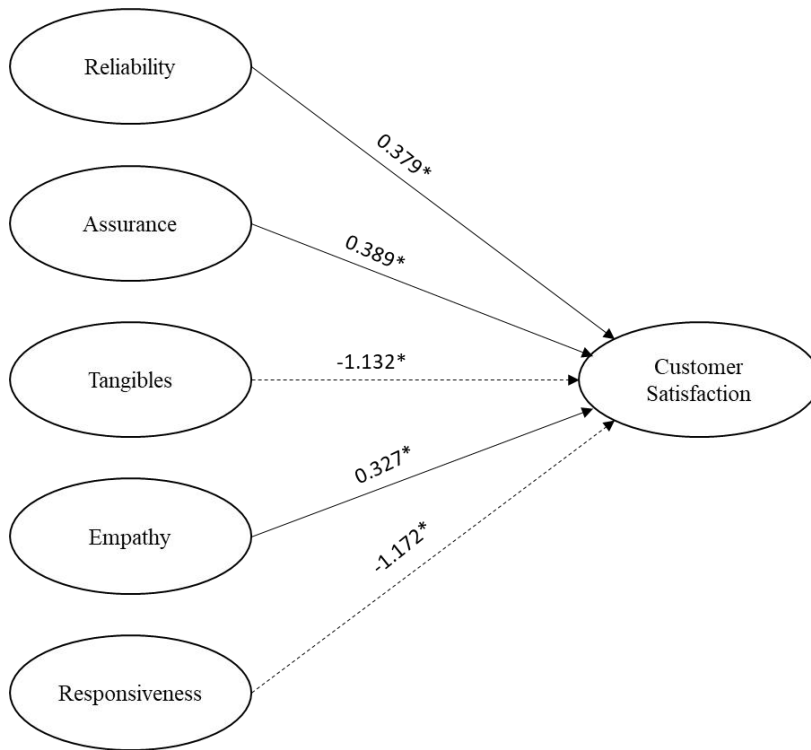 Reliability
0.379*
Assurance
0.389*
Tangibles
-1.132*
Customer
Satisfaction
Empathy
0.327*
-1.172*
Responsiveness